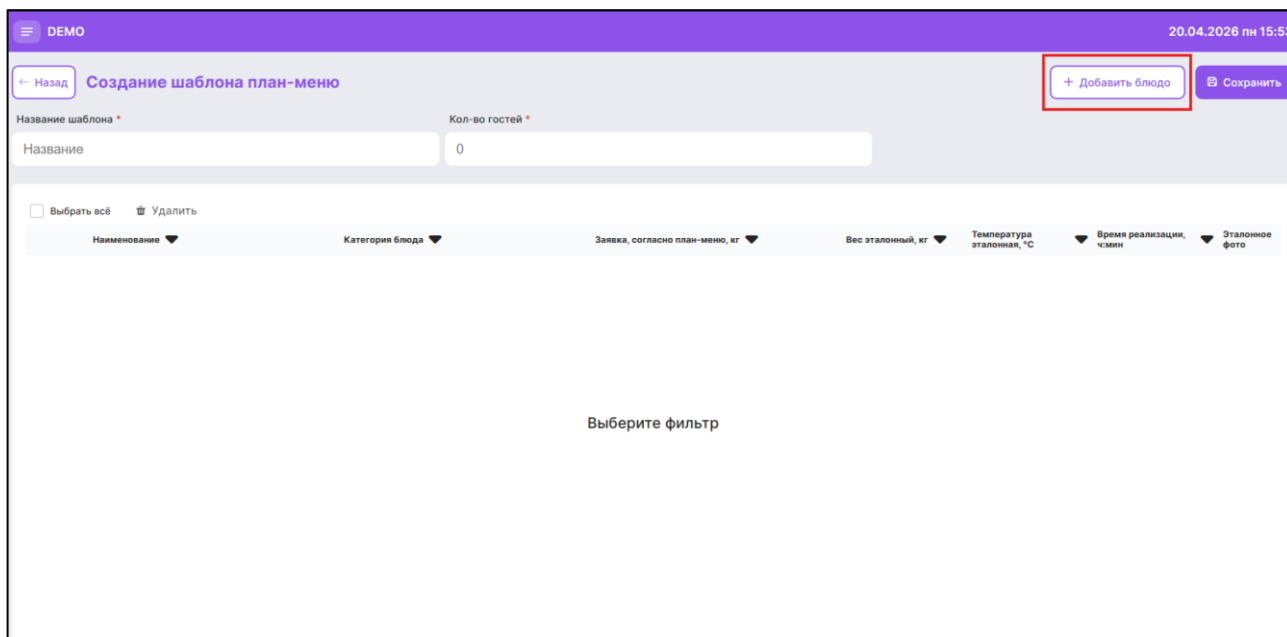 DEMO
20.04.2026 пн 15:53
← Назад
Создание шаблона план-меню
+ Добавить блюдо
Сохранить
Название шаблона *
Кол-во гостей *
Название
0
Выбрать всё
Удалить
Наименование
Категория блюда
Заявка, согласно план-меню, кг
Вес эталонный, кг
Температура
эталонная, °C
Время реализации,
ч:мин
Эталонное
фото
Выберите фильтр